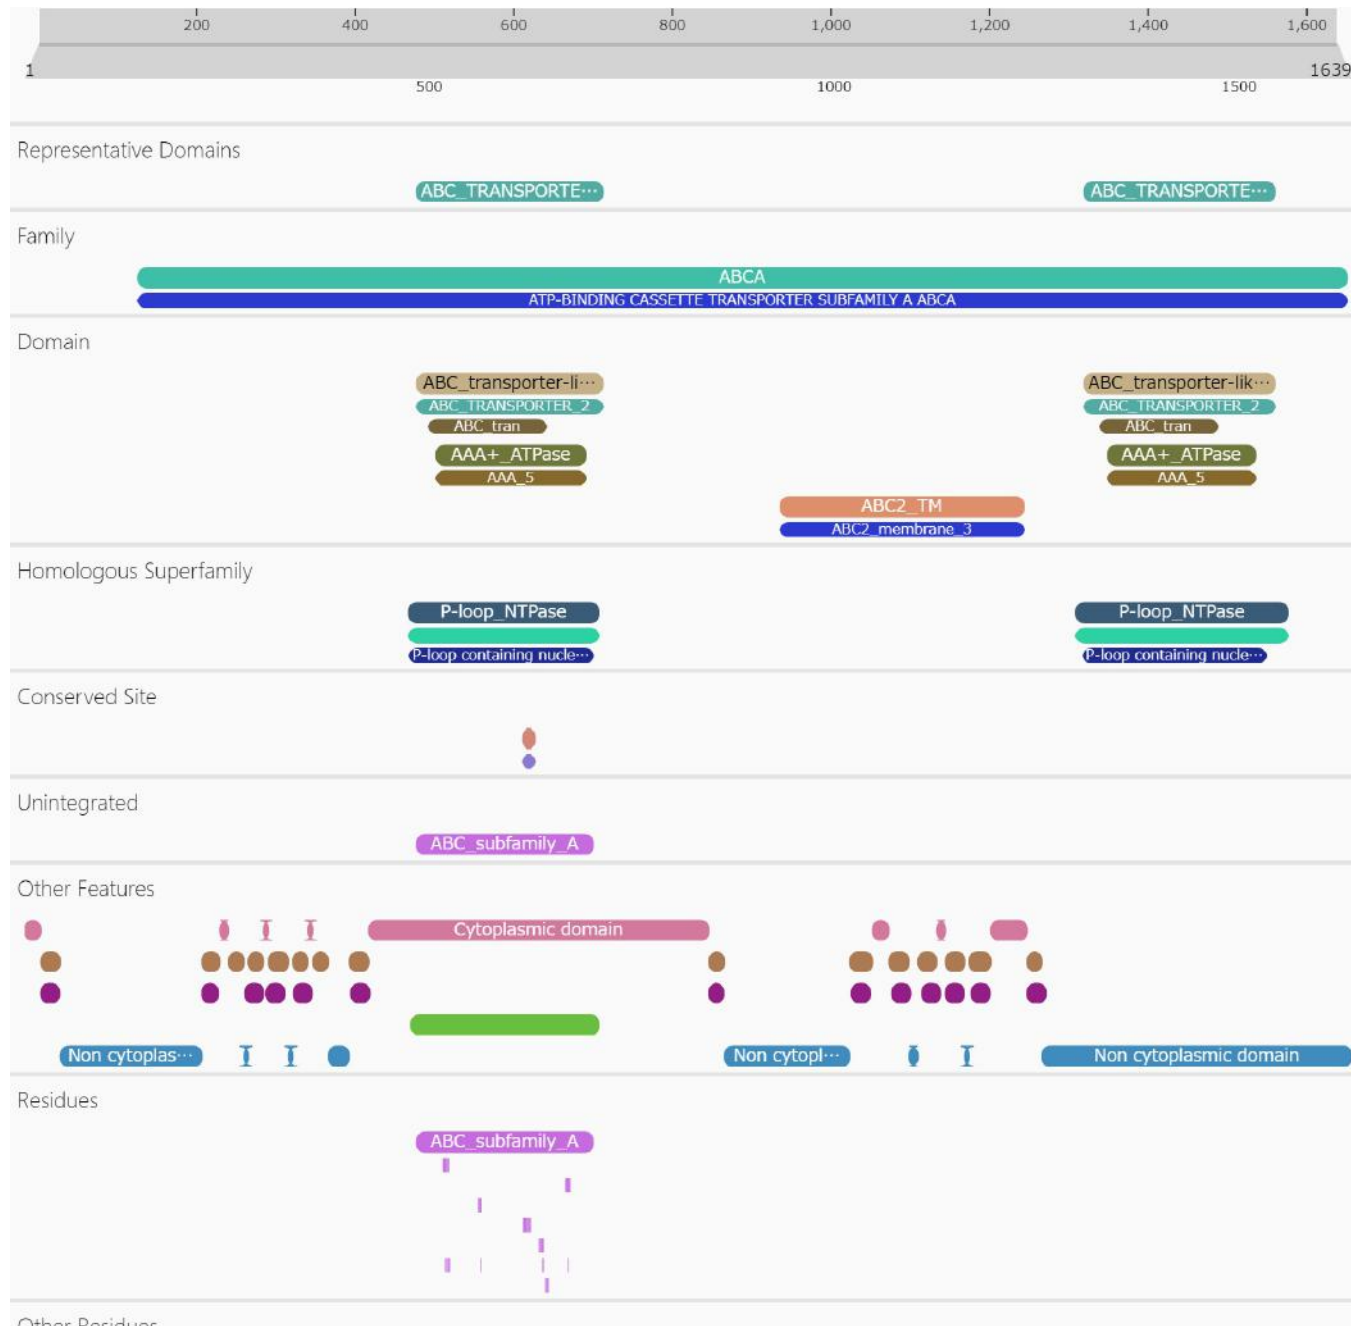 200 400 600 800 1,000 1,200 1,400 1,600
1 1639
500 1000 1500
Representative Domains
ABC_TRANSPORTE··· ABC_TRANSPORTE···
Family
ABCA
ATP-BINDING CASSETTE TRANSPORTER SUBFAMILY A ABCA
Domain
ABC_transporter-li··· ABC_transporter-lik···
ABC_TRANSPORTER_2 ABC_TRANSPORTER_2
ABC_tran ABC_tran
AAA+_ATPase AAA+_ATPase
AAA_5 AAA_5
ABC2_TM
ABC2_membrane_3
Homologous Superfamily
P-loop_NTPase P-loop_NTPase
P-loop containing nucle··· P-loop containing nucle···
Conserved Site
Unintegrated
ABC_subfamily_A
Other Features
Cytoplasmic domain
Non cytoplas··· Non cytopl··· Non cytoplasmic domain
Residues
ABC_subfamily_A
Other Residues